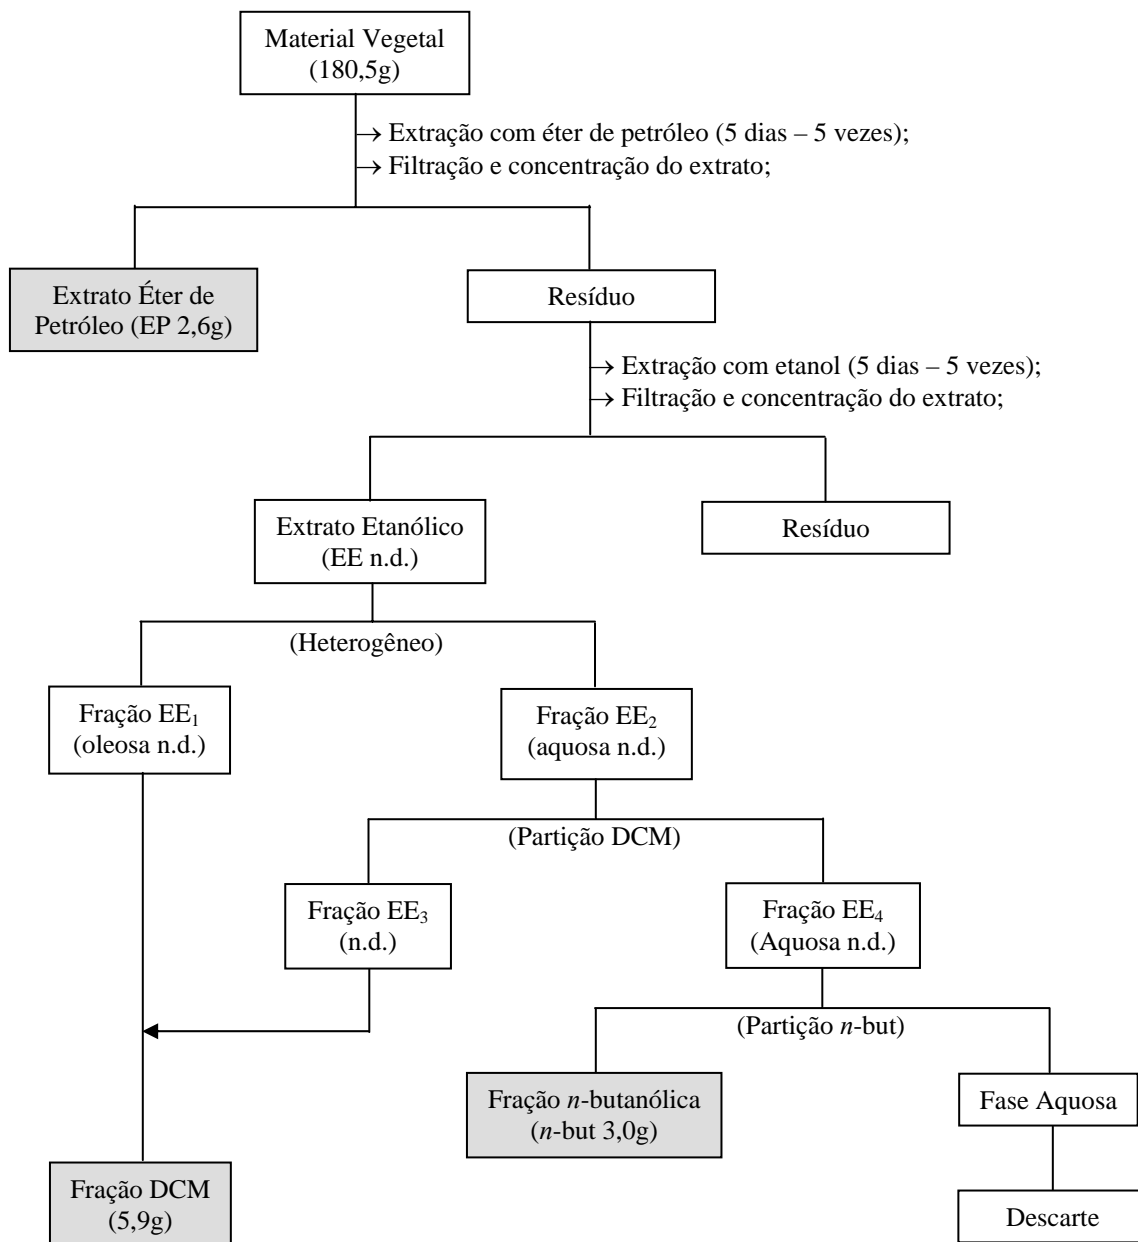 Material Vegetal
(180,5g)
→ Extração com éter de petróleo (5 dias – 5 vezes);
→ Filtração e concentração do extrato;
Extrato Éter de
Petróleo (EP 2,6g)
Resíduo
→ Extração com etanol (5 dias – 5 vezes);
→ Filtração e concentração do extrato;
Extrato Etanólico
(EE n.d.)
Resíduo
(Heterogêneo)
Fração EE₁
(oleosa n.d.)
Fração EE₂
(aquosa n.d.)
(Partição DCM)
Fração EE₃
(n.d.)
Fração EE₄
(Aquosa n.d.)
(Partição n-but)
Fração n-butanólica
(n-but 3,0g)
Fase Aquosa
Fração DCM
(5,9g)
Descarte